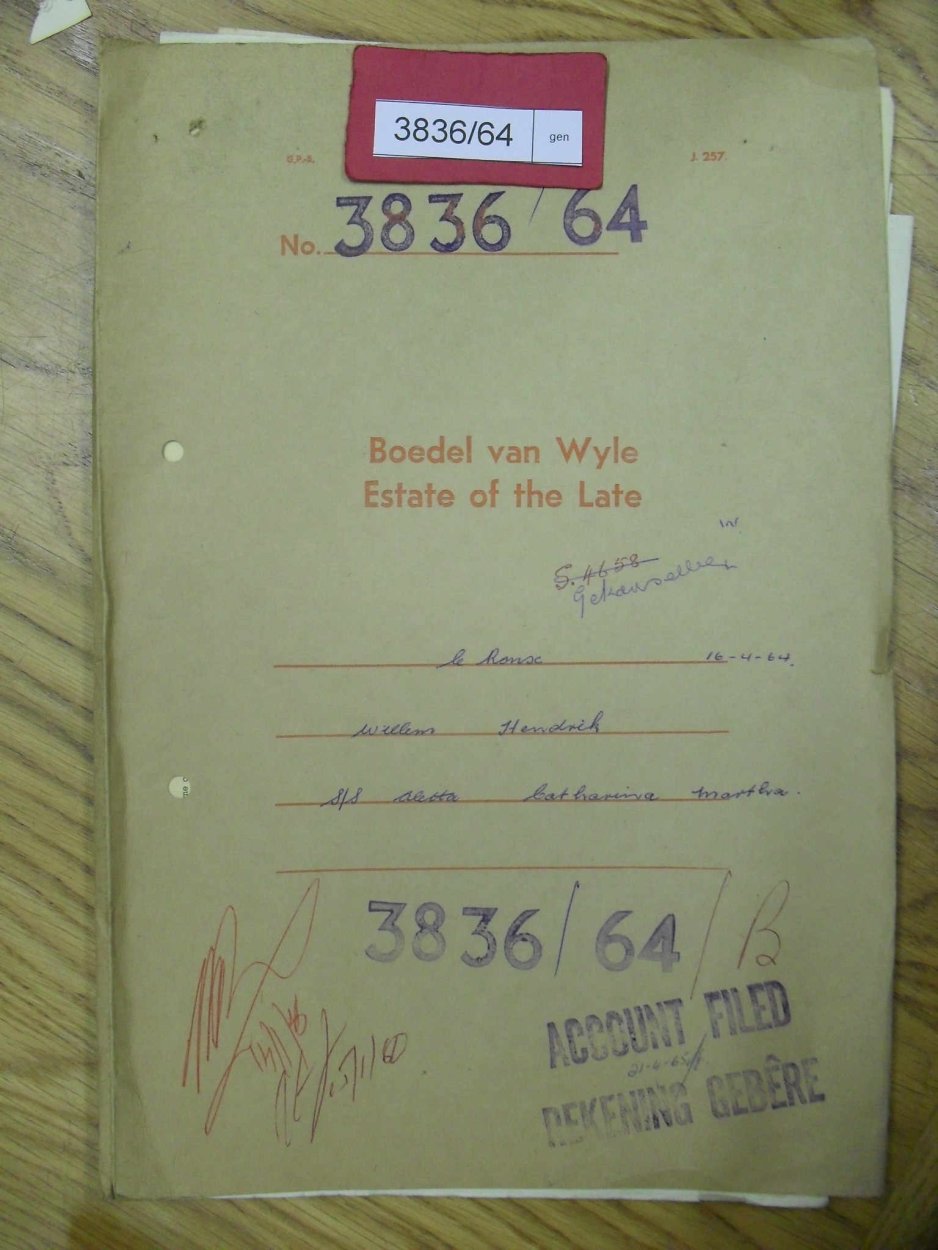 3836/64 gen
G.P.-S. J. 257.
No. 3836/64
Boedel van Wyle
Estate of the Late
S. 4658
Gekanselleer
le Roux 16-4-64.
Willem Hendrik
S/S Aletta Catharina Martha.
3836/64/B
ACCOUNT FILED
REKENING GEBÊRE